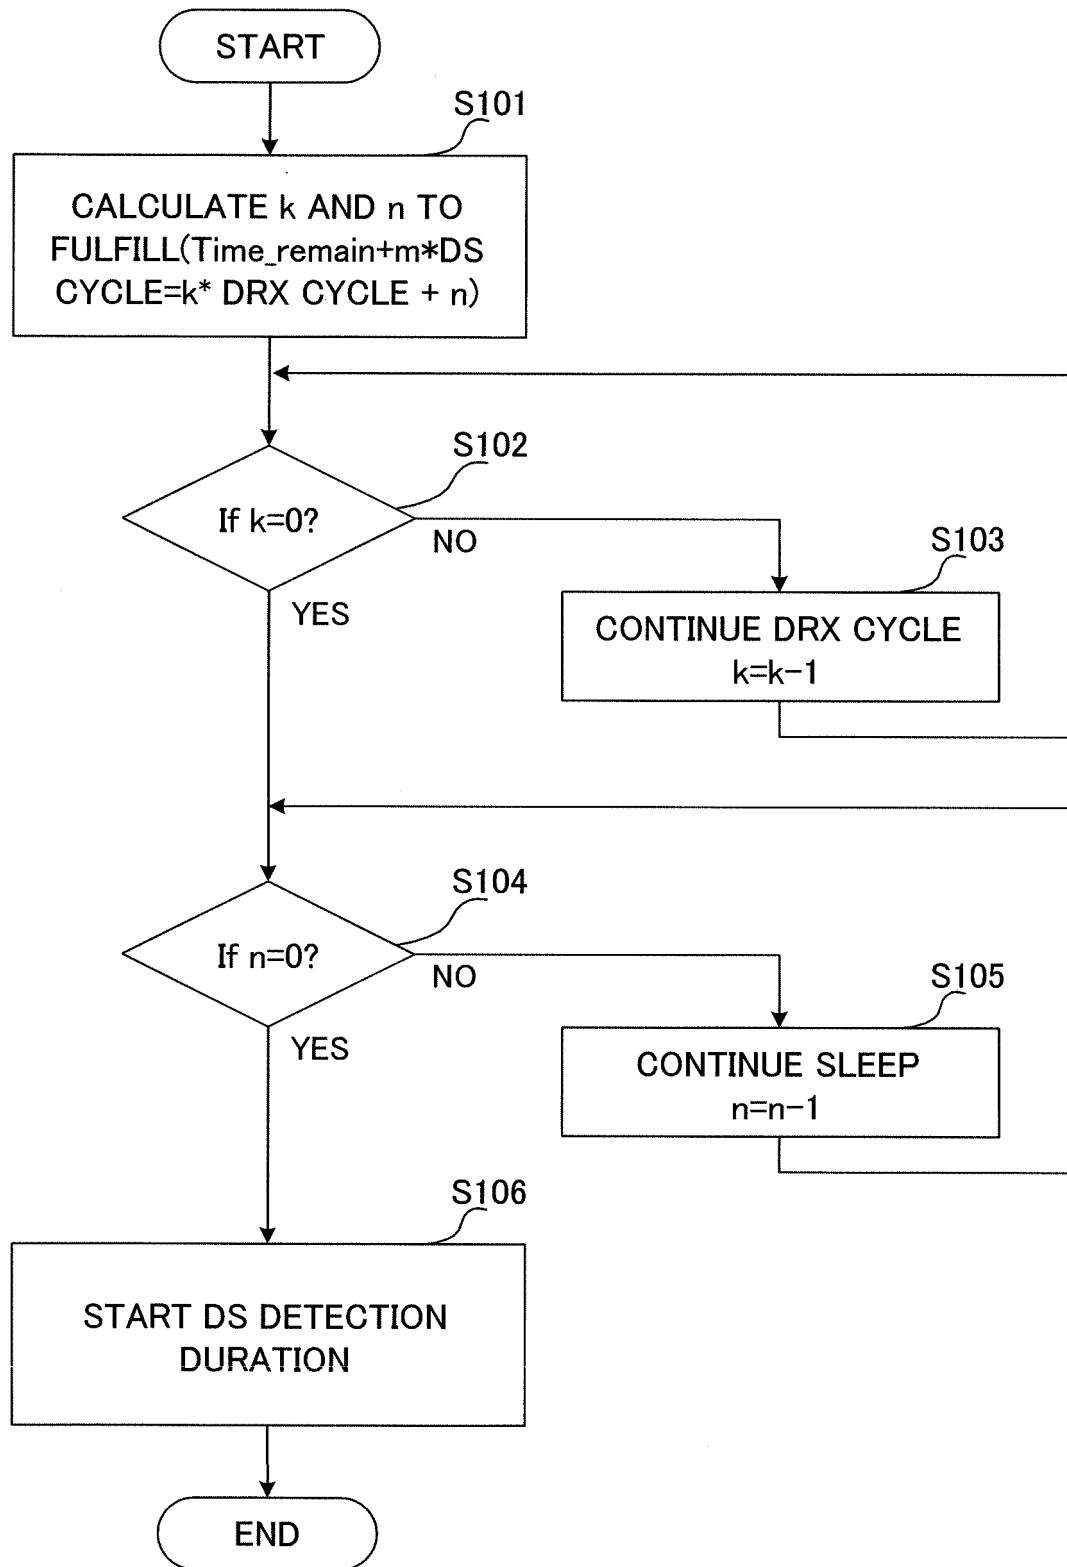 START
S101
CALCULATE k AND n TO
FULFILL(Time_remain+m*DS
CYCLE=k* DRX CYCLE + n)
S102
If k=0?
NO
YES
S103
CONTINUE DRX CYCLE
k=k-1
S104
If n=0?
NO
YES
S105
CONTINUE SLEEP
n=n-1
S106
START DS DETECTION
DURATION
END